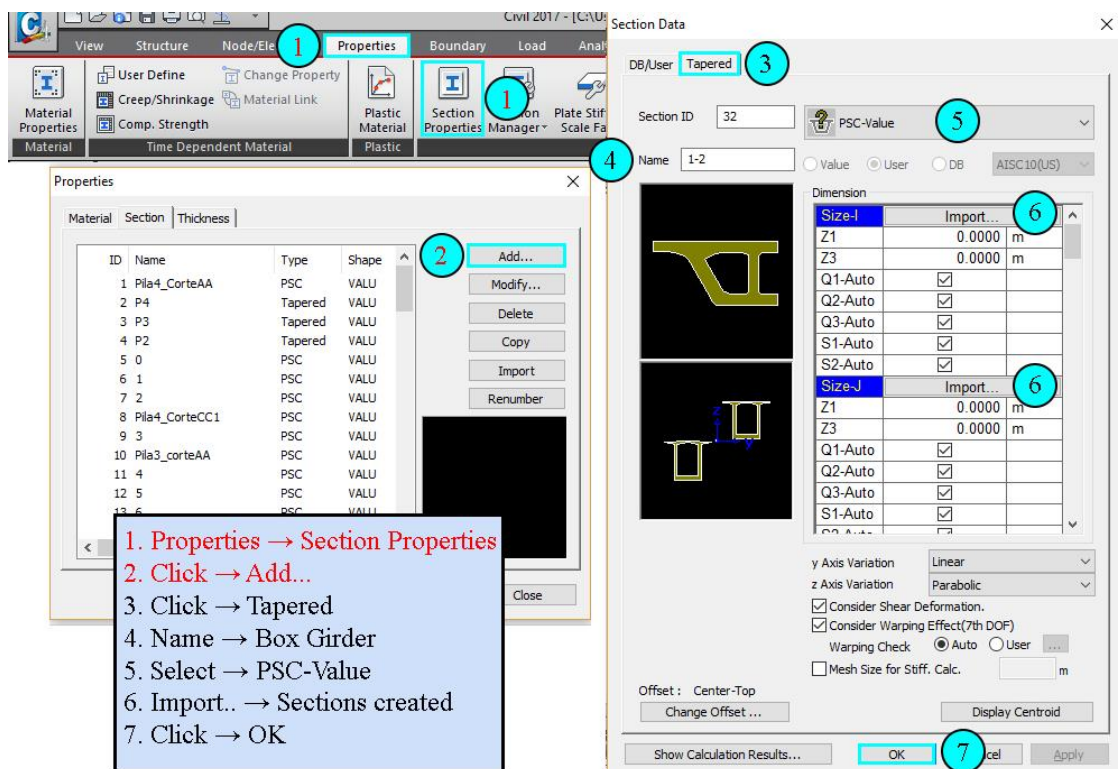 Civil 2017 - [C:\U
View Structure Node/Ele 1 Properties Boundary Load Anal
Material Properties
User Define
Creep/Shrinkage
Comp. Strength
Change Property
Material Link
Plastic Material
Section Properties
1
Manager
Plate Stif
Scale Fa
Material Time Dependent Material Plastic
Properties
Material Section Thickness
ID Name Type Shape
1 Pila4_CorteAA PSC VALU
2 P4 Tapered VALU
3 P3 Tapered VALU
4 P2 Tapered VALU
5 0 PSC VALU
6 1 PSC VALU
7 2 PSC VALU
8 Pila4_CorteCC1 PSC VALU
9 3 PSC VALU
10 Pila3_corteAA PSC VALU
11 4 PSC VALU
12 5 PSC VALU
13 6 PSC VALU
2
Add...
Modify...
Delete
Copy
Import
Renumber
Close
1. Properties → Section Properties
2. Click → Add...
3. Click → Tapered
4. Name → Box Girder
5. Select → PSC-Value
6. Import.. → Sections created
7. Click → OK
Section Data
DB/User Tapered 3
Section ID 32
PSC-Value 5
4 Name 1-2
Value User DB AISC10(US)
Dimension
Size-I Import... 6
Z1 0.0000 m
Z3 0.0000 m
Q1-Auto
Q2-Auto
Q3-Auto
S1-Auto
S2-Auto
Size-J Import... 6
Z1 0.0000 m
Z3 0.0000 m
Q1-Auto
Q2-Auto
Q3-Auto
S1-Auto
S2-Auto
z
y
y Axis Variation Linear
z Axis Variation Parabolic
Consider Shear Deformation.
Consider Warping Effect(7th DOF)
Warping Check Auto User ...
Mesh Size for Stiff. Calc. m
Offset : Center-Top
Change Offset ...
Display Centroid
Show Calculation Results...
OK
7
cel
Apply